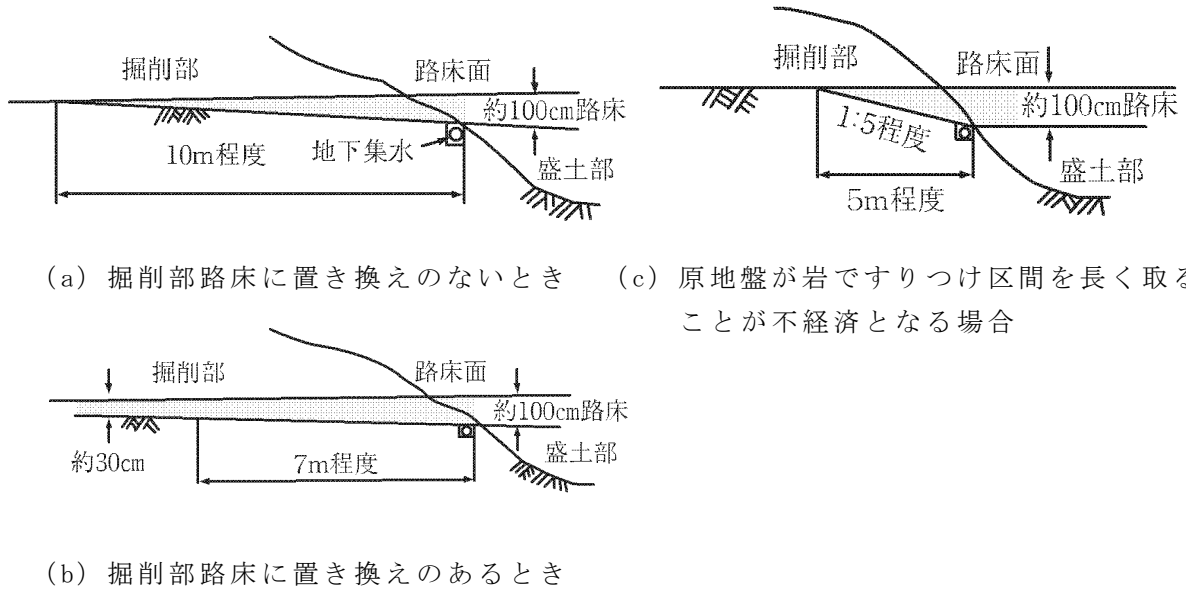 掘削部
路床面
約100cm路床
10m程度
地下集水
盛土部
(a) 掘削部路床に置き換えのないとき
掘削部
路床面
約100cm路床
1:5程度
盛土部
5m程度
(c) 原地盤が岩ですりつけ区間を長く取る
ことが不経済となる場合
掘削部
路床面
約100cm路床
約30cm
7m程度
盛土部
(b) 掘削部路床に置き換えのあるとき